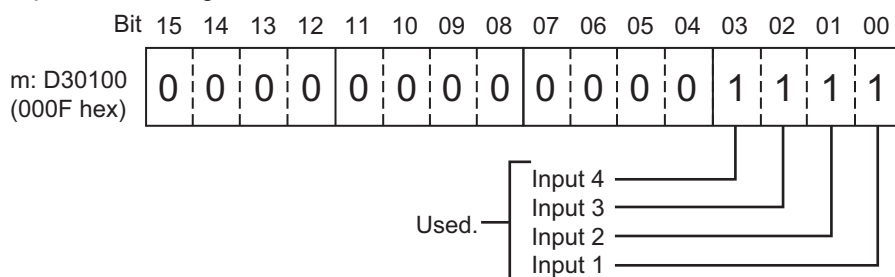 Bit 15 14 13 12 11 10 09 08 07 06 05 04 03 02 01 00
m: D30100
(000F hex)
0 0 0 0 0 0 0 0 0 0 0 0 1 1 1 1
Used.
Input 4
Input 3
Input 2
Input 1